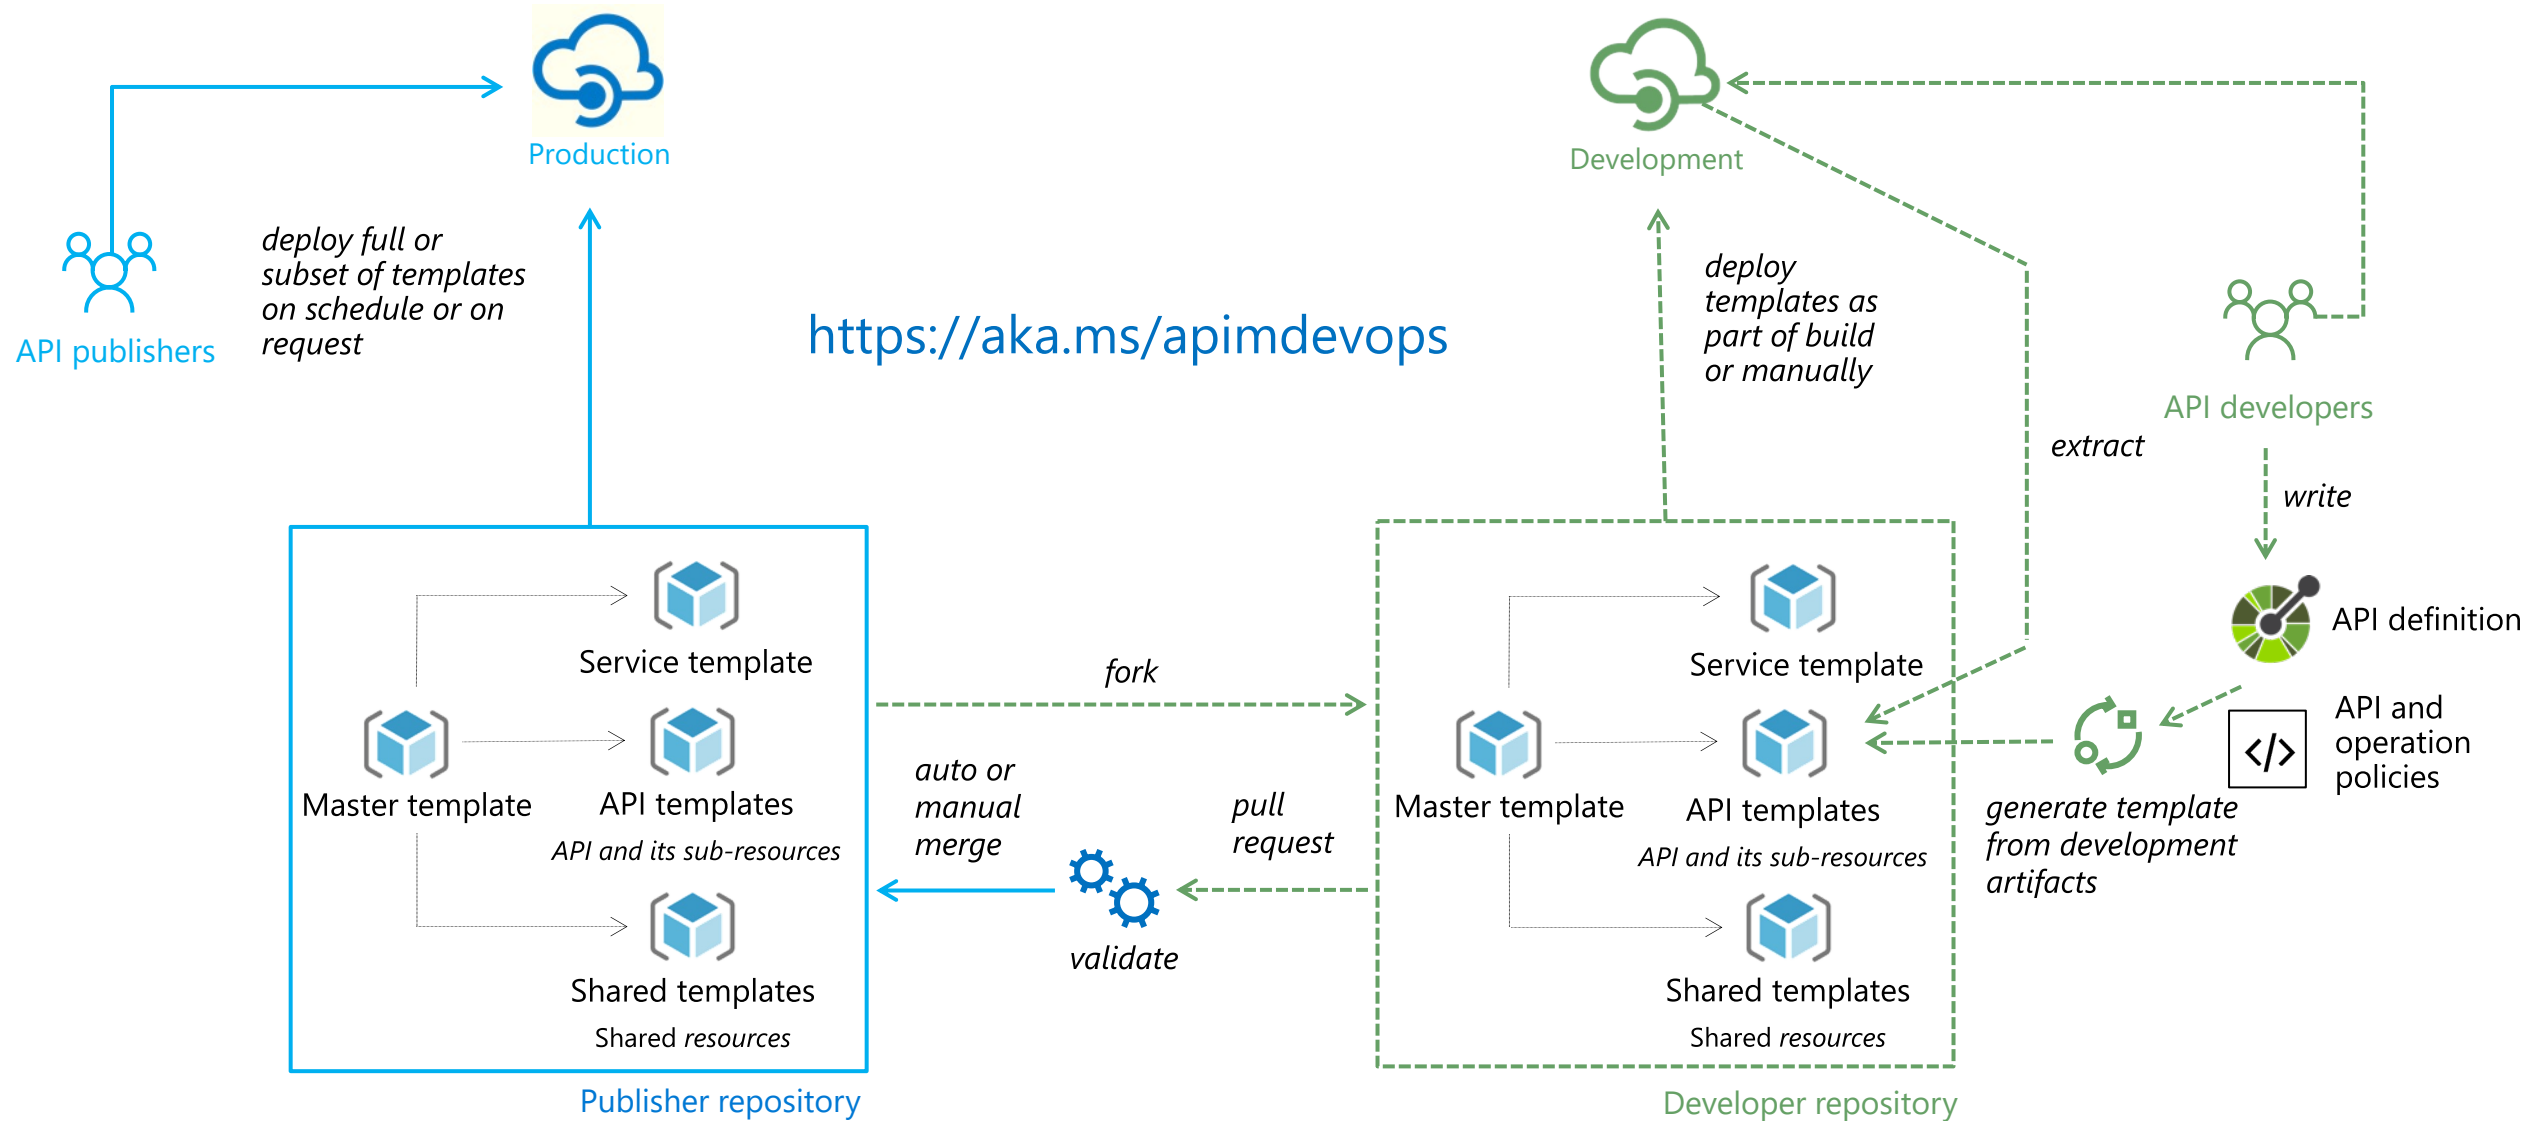 Production
Development
API publishers
deploy full or
subset of templates
on schedule or on
request
https://aka.ms/apimdevops
deploy
templates as
part of build
or manually
API developers
extract
write
API definition
API and
operation
policies
generate template
from development
artifacts
Service template
Master template
API templates
API and its sub-resources
Shared templates
Shared resources
Publisher repository
fork
auto or
manual
merge
pull
request
validate
Service template
Master template
API templates
API and its sub-resources
Shared templates
Shared resources
Developer repository